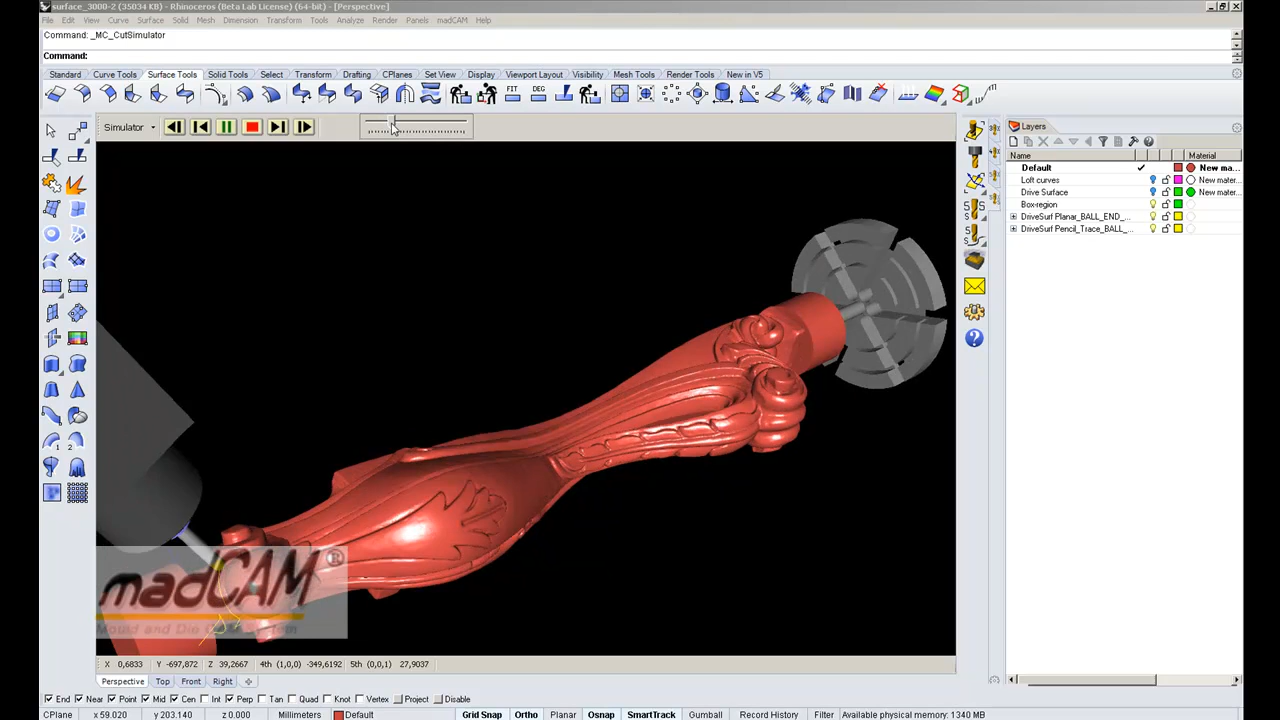 surface_3000-2 (35034 KB) - Rhinoceros (Beta Lab License) (64-bit) - [Perspective]
File Edit View Curve Surface Solid Mesh Dimension Transform Tools Analyze Render Panels madCAM Help
Command: _MC_CutSimulator
Command:
Standard Curve Tools Surface Tools Solid Tools Select Transform Drafting CPlanes Set View Display Viewport Layout Visibility Mesh Tools Render Tools New in V5
FIT DEG
Simulator
Layers
Name Material
Default New ma...
Loft curves New mater...
Drive Surface New mater...
Box-region
DriveSurf Planar_BALL_END_...
DriveSurf Pencil_Trace_BALL_...
madCAM®
Mould and Die CAM System
X 0,6833 Y -697,872 Z 39,2667 4th (1,0,0) -349,6192 5th (0,0,1) 27,9037
Perspective Top Front Right
End Near Point Mid Cen Int Perp Tan Quad Knot Vertex Project Disable
CPlane x 59.020 y 203.140 z 0.000 Millimeters Default Grid Snap Ortho Planar Osnap SmartTrack Gumball Record History Filter Available physical memory: 1340 MB